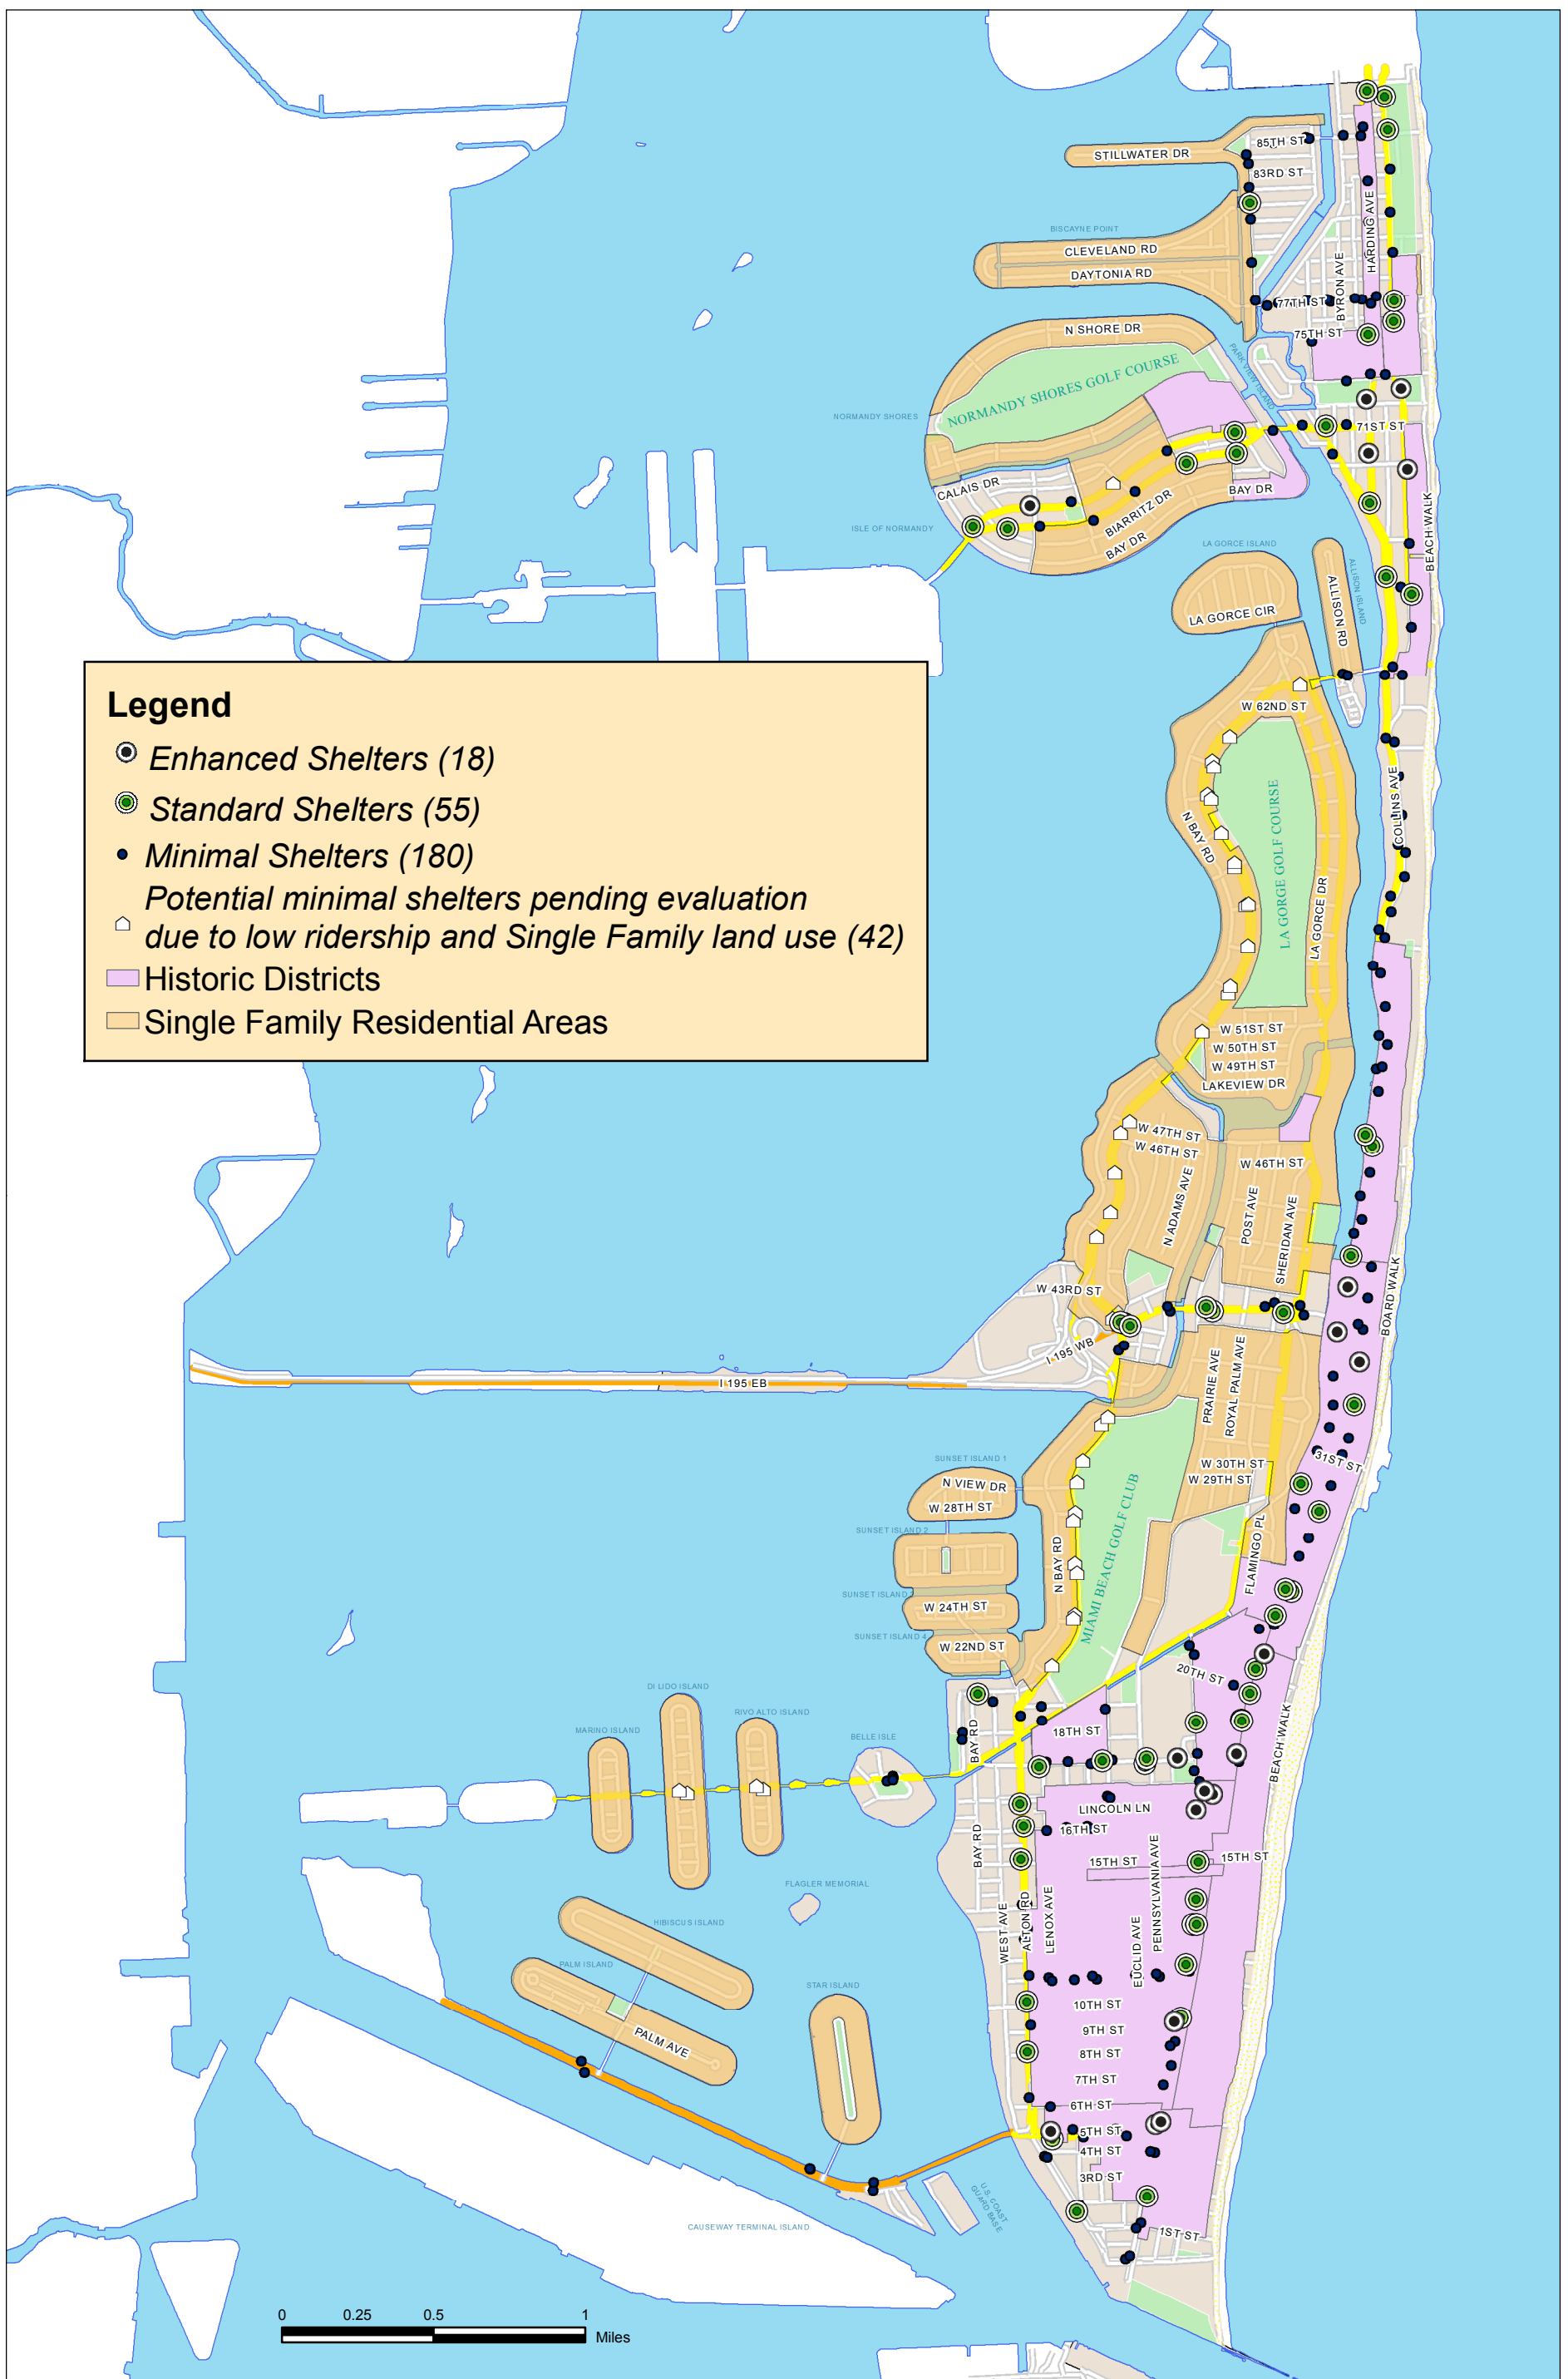 85TH ST
STILLWATER DR
83RD ST
HARDING AVE
BISCAYNE POINT
CLEVELAND RD
DAYTONIA RD
BYRON AVE
77TH ST
N SHORE DR
75TH ST
PARK VIEW ISLAND
NORMANDY SHORES GOLF COURSE
NORMANDY SHORES
71ST ST
CALAIS DR
BAY DR
BIARRITZ DR
ISLE OF NORMANDY
BAY DR
BEACH WALK
LA GORCE ISLAND
ALLISON ISLAND
ALLISON RD
LA GORCE CIR
Legend
Enhanced Shelters (18)
Standard Shelters (55)
Minimal Shelters (180)
Potential minimal shelters pending evaluation
due to low ridership and Single Family land use (42)
Historic Districts
Single Family Residential Areas
W 62ND ST
COLLINS AVE
N BAY RD
LA GORGE GOLF COURSE
LA GORCE DR
W 51ST ST
W 50TH ST
W 49TH ST
LAKEVIEW DR
W 47TH ST
W 46TH ST
W 46TH ST
N ADAMS AVE
POST AVE
SHERIDAN AVE
W 43RD ST
BOARD WALK
I 195 WB
I 195 EB
PRAIRIE AVE
ROYAL PALM AVE
31ST ST
W 30TH ST
W 29TH ST
SUNSET ISLAND 1
N VIEW DR
W 28TH ST
MIAMI BEACH GOLF CLUB
SUNSET ISLAND 2
FLAMINGO PL
N BAY RD
SUNSET ISLAND 3
W 24TH ST
SUNSET ISLAND 4
W 22ND ST
20TH ST
DI LIDO ISLAND
RIVO ALTO ISLAND
MARINO ISLAND
BELLE ISLE
BAY RD
18TH ST
BEACH WALK
LINCOLN LN
16TH ST
BAY RD
15TH ST
15TH ST
PENNSYLVANIA AVE
FLAGLER MEMORIAL
WEST AVE
ALTON RD
LENOX AVE
EUCLID AVE
HIBISCUS ISLAND
PALM ISLAND
STAR ISLAND
10TH ST
9TH ST
PALM AVE
8TH ST
7TH ST
6TH ST
5TH ST
4TH ST
3RD ST
U.S. COAST
GUARD BASE
CAUSEWAY TERMINAL ISLAND
1ST ST
0 0.25 0.5 1
Miles